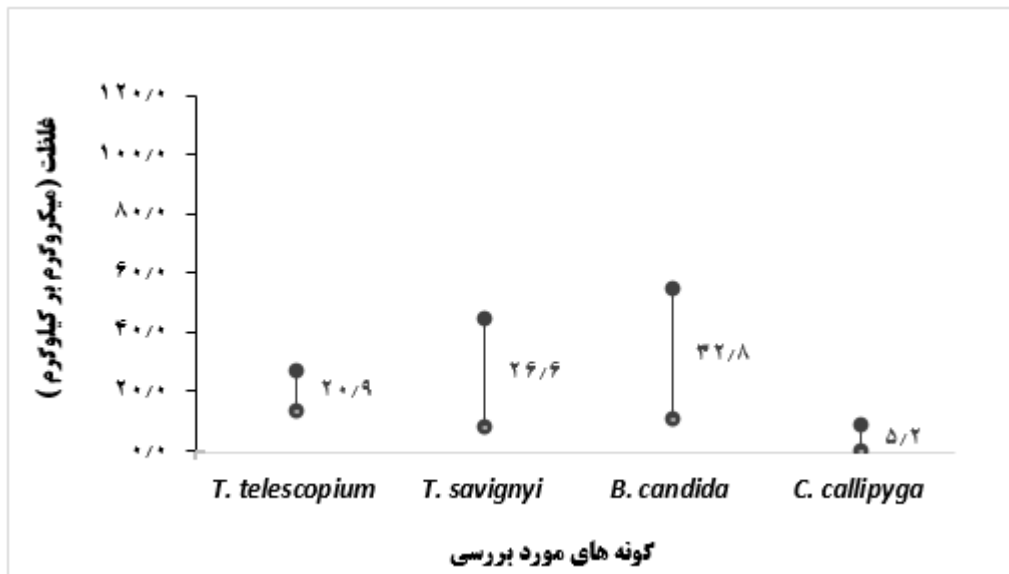 غلظت (میکروگرم بر کیلوگرم)
۱۲۰٫۰
۱۰۰٫۰
۸۰٫۰
۶۰٫۰
۴۰٫۰
۲۰٫۰
۰٫۰
۲۰٫۹
۲۶٫۶
۳۲٫۸
۵٫۲
T. telescopium
T. savignyi
B. candida
C. callipyga
گونه های مورد بررسی